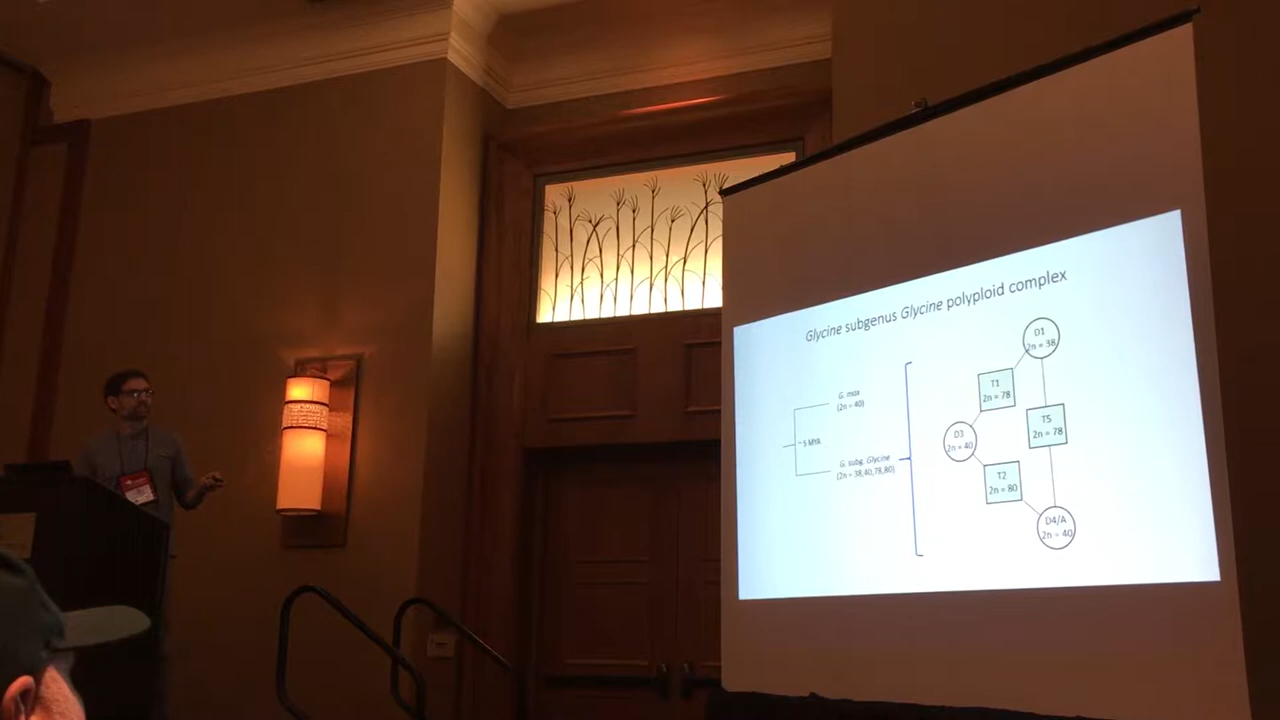 Glycine subgenus Glycine polyploid complex
G. max
(2n = 40)
~5 MYA
G. subg. Glycine
(2n = 38,40,78,80)
D1
2n = 38
T1
2n = 78
D3
2n = 40
T5
2n = 78
T2
2n = 80
D4/A
2n = 40